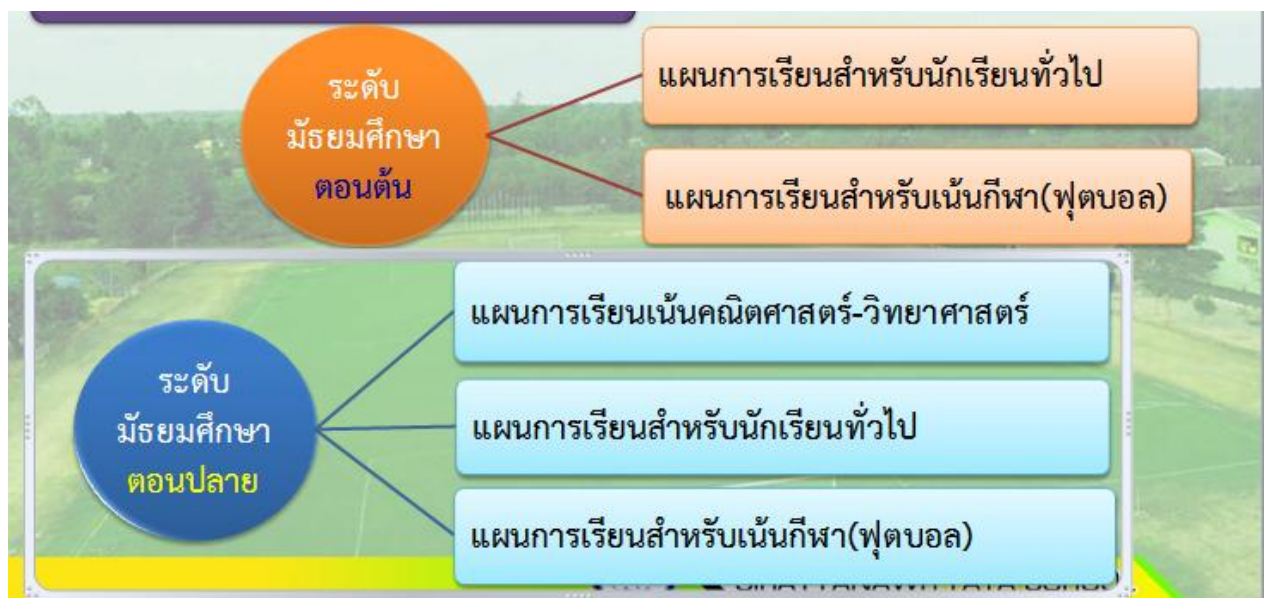 ระดับ
มัธยมศึกษา
ตอนต้น
แผนการเรียนสำหรับนักเรียนทั่วไป
แผนการเรียนสำหรับเน้นกีฬา(ฟุตบอล)
ระดับ
มัธยมศึกษา
ตอนปลาย
แผนการเรียนเน้นคณิตศาสตร์-วิทยาศาสตร์
แผนการเรียนสำหรับนักเรียนทั่วไป
แผนการเรียนสำหรับเน้นกีฬา(ฟุตบอล)